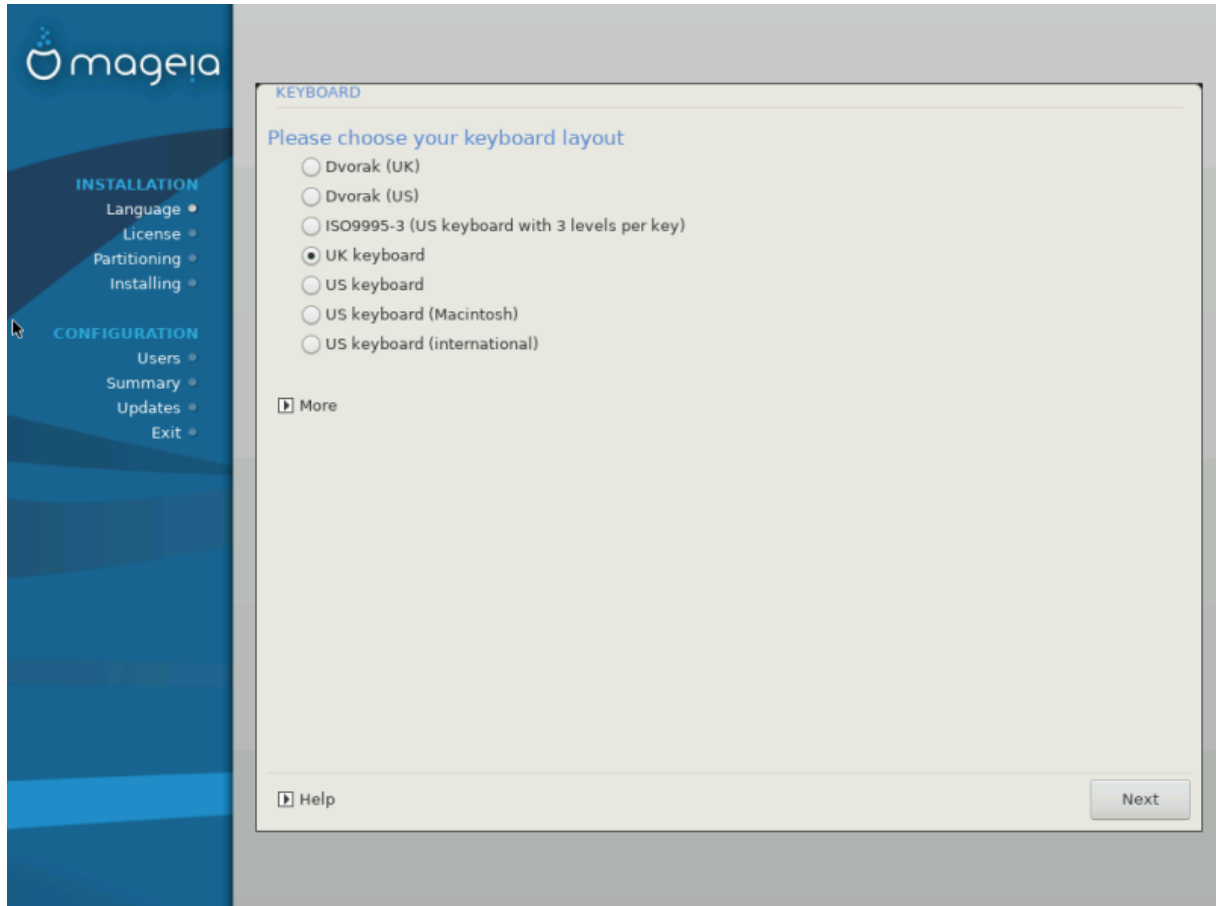 mageia
INSTALLATION
Language
License
Partitioning
Installing
CONFIGURATION
Users
Summary
Updates
Exit
KEYBOARD
Please choose your keyboard layout
Dvorak (UK)
Dvorak (US)
ISO9995-3 (US keyboard with 3 levels per key)
UK keyboard
US keyboard
US keyboard (Macintosh)
US keyboard (international)
More
Help
Next